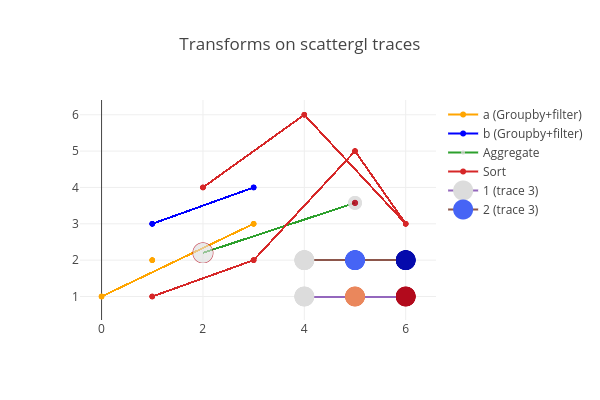 Transforms on scattergl traces
6
5
4
3
2
1
0
2
4
6
a (Groupby+filter)
b (Groupby+filter)
Aggregate
Sort
1 (trace 3)
2 (trace 3)